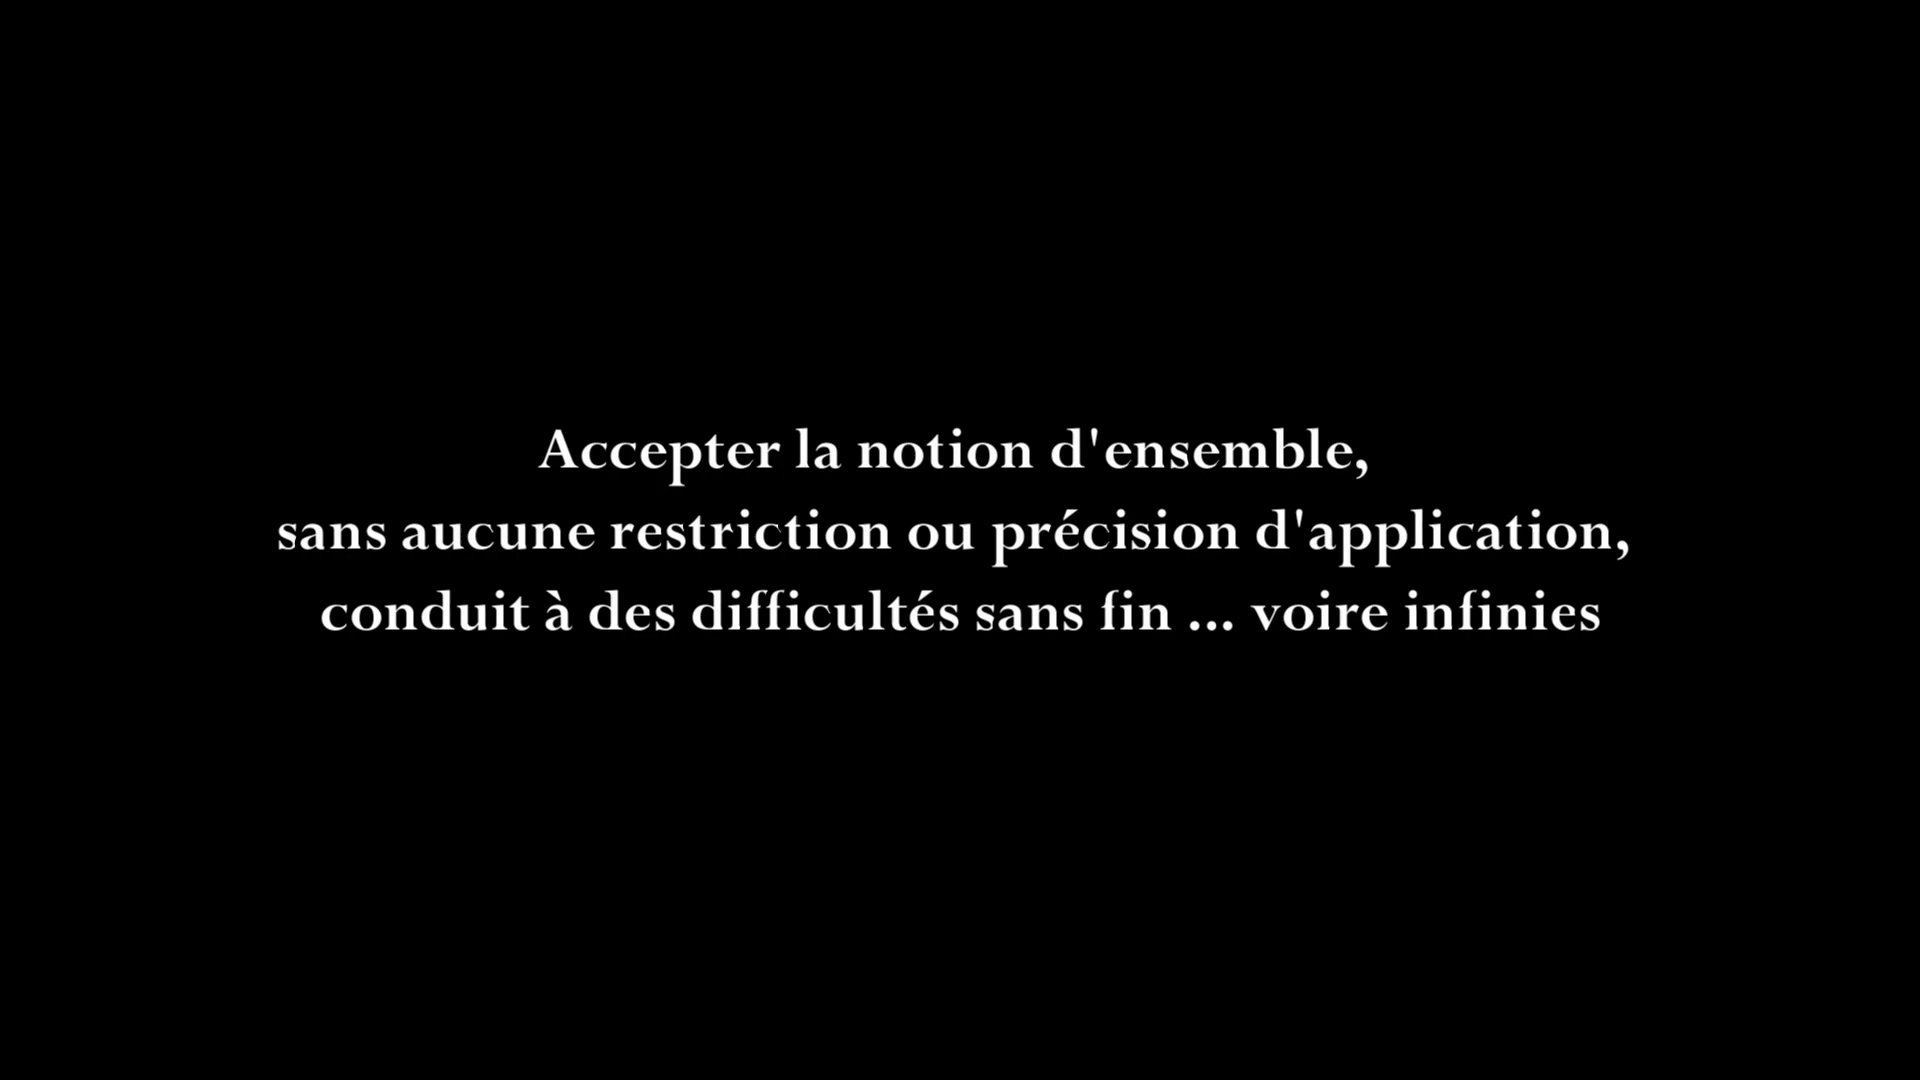 Accepter la notion d'ensemble,
sans aucune restriction ou précision d'application,
conduit à des difficultés sans fin ... voire infinies